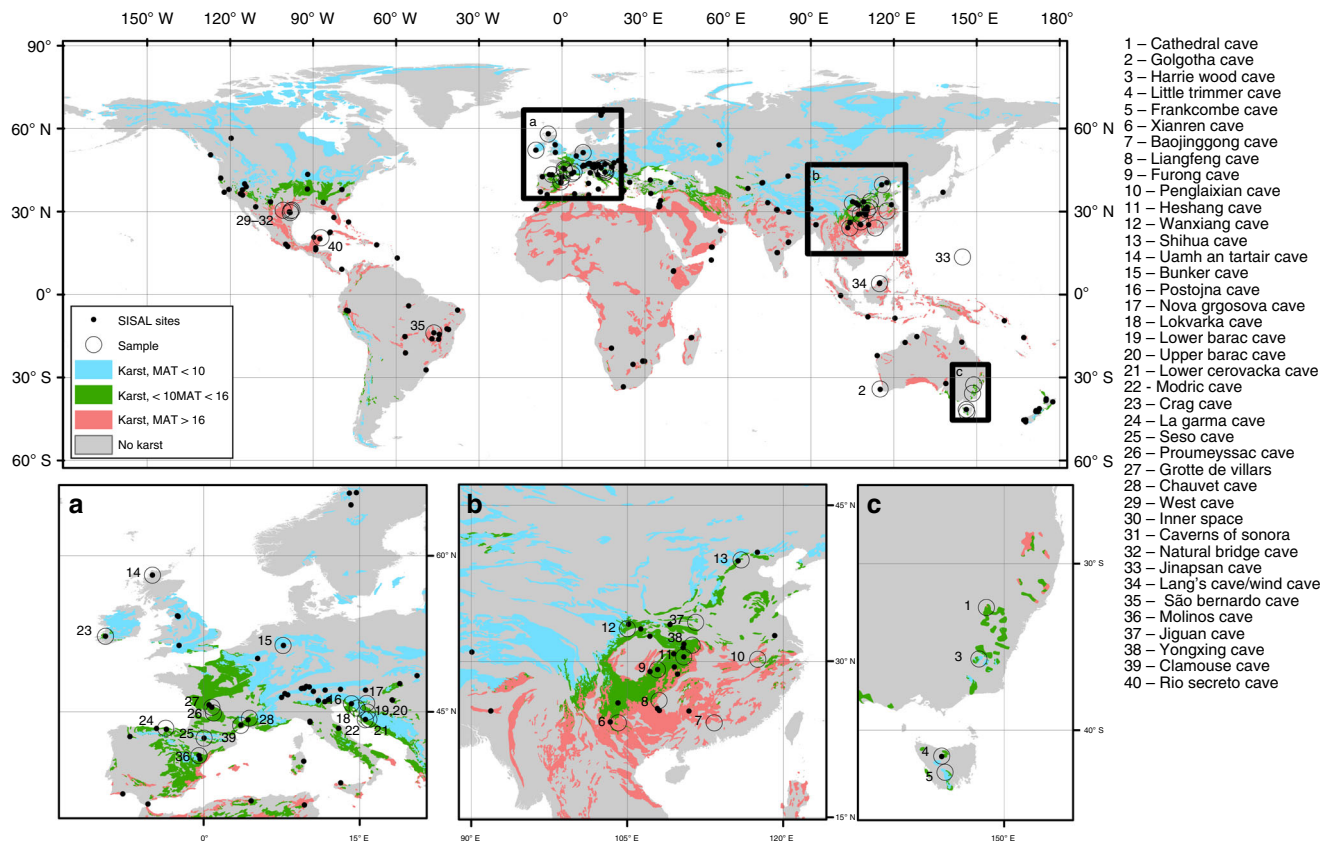 150° W 120° W 90° W 60° W 30° W 0° 30° E 60° E 90° E 120° E 150° E 180° E
90°
60° N
30° N
0°
30° S
60° S
60° N
30° N
0°
30° S
60° S
a
b
c
29–32
40
33
34
35
2
SISAL sites
Sample
Karst, MAT < 10
Karst, < 10MAT < 16
Karst, MAT > 16
No karst
1 – Cathedral cave
2 – Golgotha cave
3 – Harrie wood cave
4 – Little trimmer cave
5 – Frankcombe cave
6 – Xianren cave
7 – Baojinggong cave
8 – Liangfeng cave
9 – Furong cave
10 – Penglaixian cave
11 – Heshang cave
12 – Wanxiang cave
13 – Shihua cave
14 – Uamh an tartair cave
15 – Bunker cave
16 – Postojna cave
17 – Nova grgosova cave
18 – Lokvarka cave
19 – Lower barac cave
20 – Upper barac cave
21 – Lower cerovacka cave
22 – Modric cave
23 – Crag cave
24 – La garma cave
25 – Seso cave
26 – Proumeyssac cave
27 – Grotte de villars
28 – Chauvet cave
29 – West cave
30 – Inner space
31 – Caverns of sonora
32 – Natural bridge cave
33 – Jinapsan cave
34 – Lang's cave/wind cave
35 – São bernardo cave
36 – Molinos cave
37 – Jiguan cave
38 – Yongxing cave
39 – Clamouse cave
40 – Rio secreto cave
a
14
23
15
27
26
16
17
24
28
18
19,20
25
39
22
21
36
60° N
45° N
0° 15° E
b
13
12
37
38
11
10
9
8
6
7
45° N
30° N
15° N
90° E 105° E 120° E
c
1
3
4
5
30° S
40° S
150° E